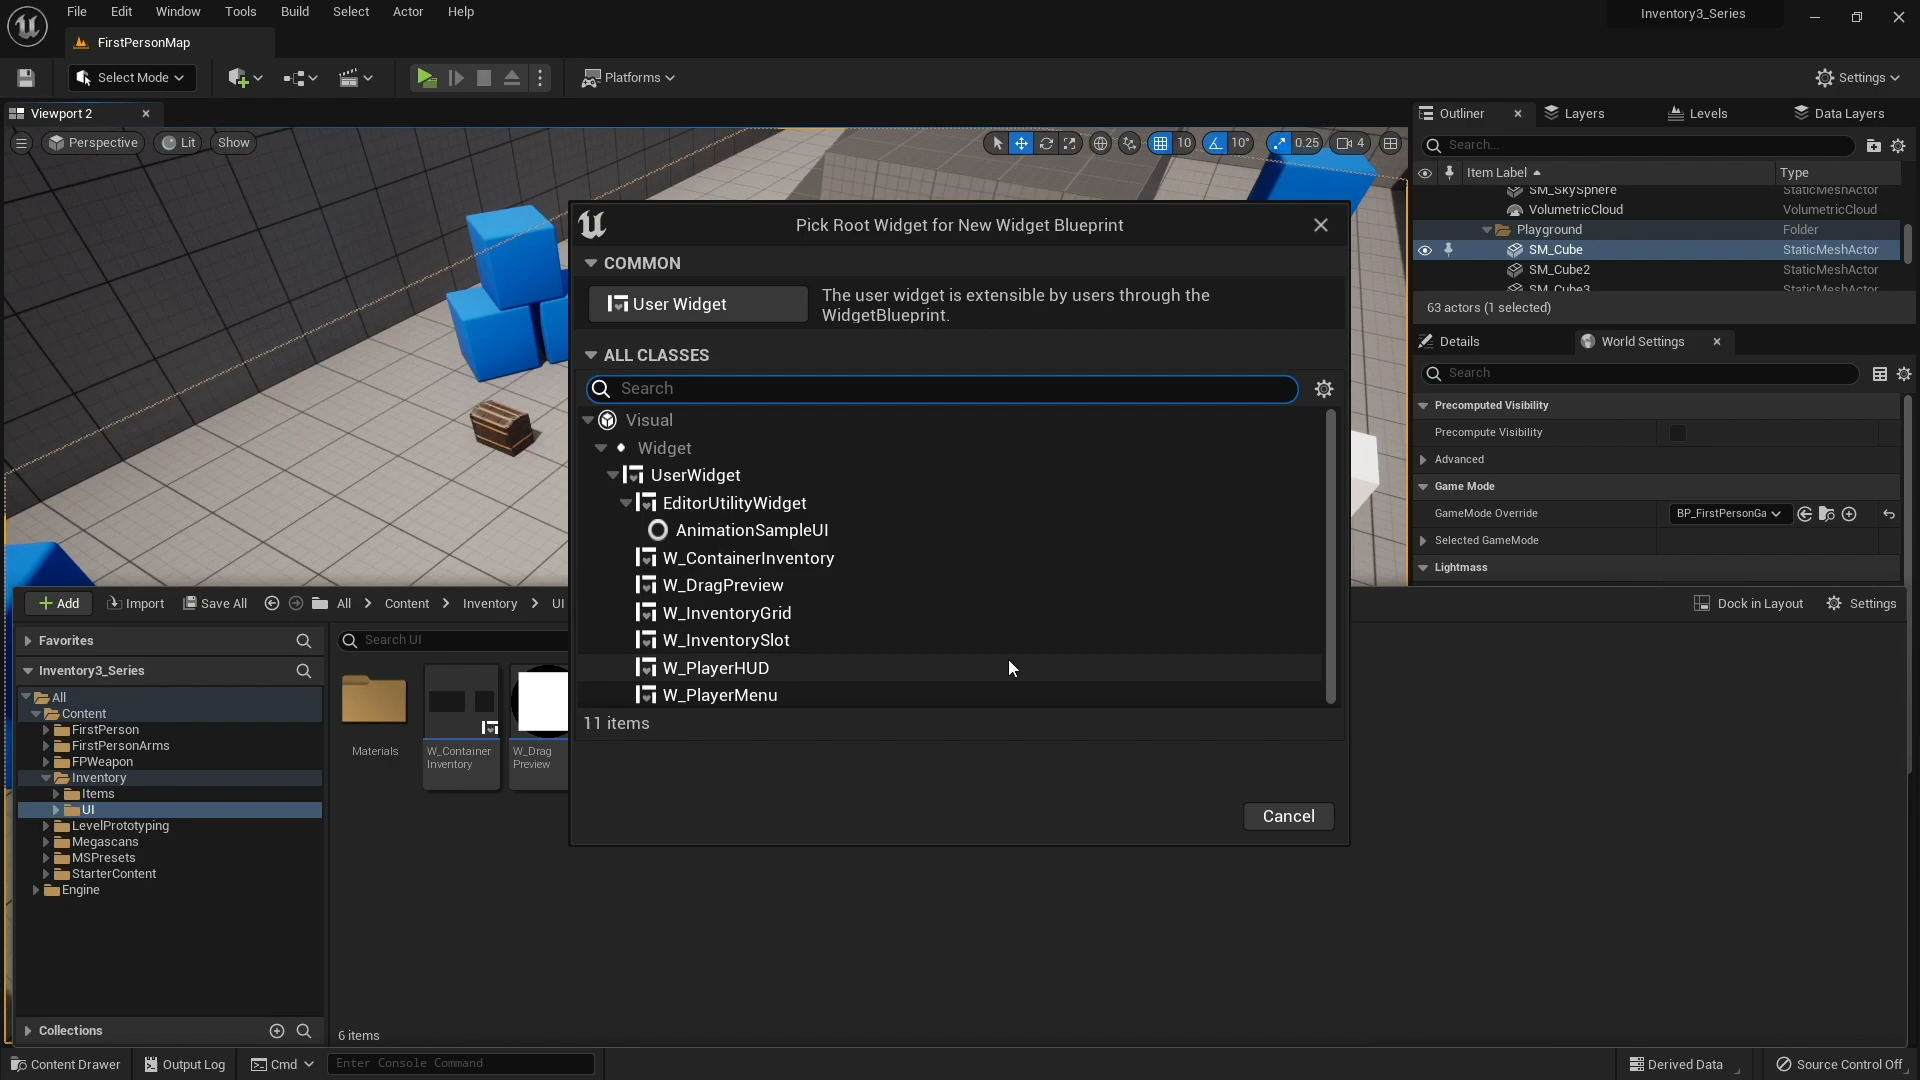 File Edit Window Tools Build Select Actor Help
Inventory3_Series
FirstPersonMap
Select Mode
Platforms
Settings
Viewport 2
Perspective
Lit
Show
10
10°
0.25
4
Outliner
Layers
Levels
Data Layers
Search...
Item Label
Type
SM_SkySphere StaticMeshActor
VolumetricCloud VolumetricCloud
Playground Folder
SM_Cube StaticMeshActor
SM_Cube2 StaticMeshActor
SM_Cube3 StaticMeshActor
63 actors (1 selected)
Details
World Settings
Search
Precomputed Visibility
Precompute Visibility
Advanced
Game Mode
GameMode Override BP_FirstPersonGa
Selected GameMode
Lightmass
Pick Root Widget for New Widget Blueprint
COMMON
User Widget
The user widget is extensible by users through the
WidgetBlueprint.
ALL CLASSES
Search
Visual
Widget
UserWidget
EditorUtilityWidget
AnimationSampleUI
W_ContainerInventory
W_DragPreview
W_InventoryGrid
W_InventorySlot
W_PlayerHUD
W_PlayerMenu
11 items
Cancel
Add
Import
Save All
All
Content
Inventory
UI
Dock in Layout
Settings
Favorites
Inventory3_Series
All
Content
FirstPerson
FirstPersonArms
FPWeapon
Inventory
Items
UI
LevelPrototyping
Megascans
MSPresets
StarterContent
Engine
Collections
Search UI
Materials
W_Container
Inventory
W_Drag
Preview
6 items
Content Drawer
Output Log
Cmd
Enter Console Command
Derived Data
Source Control Off